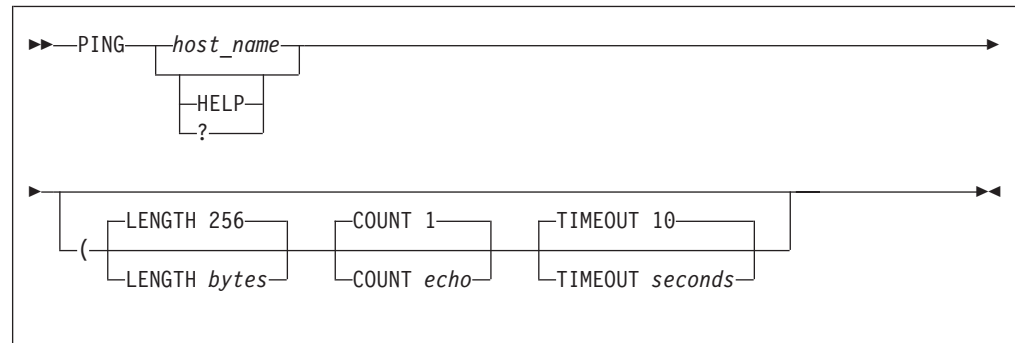 PING host_name
HELP
?
LENGTH 256 COUNT 1 TIMEOUT 10
(
LENGTH bytes COUNT echo TIMEOUT seconds